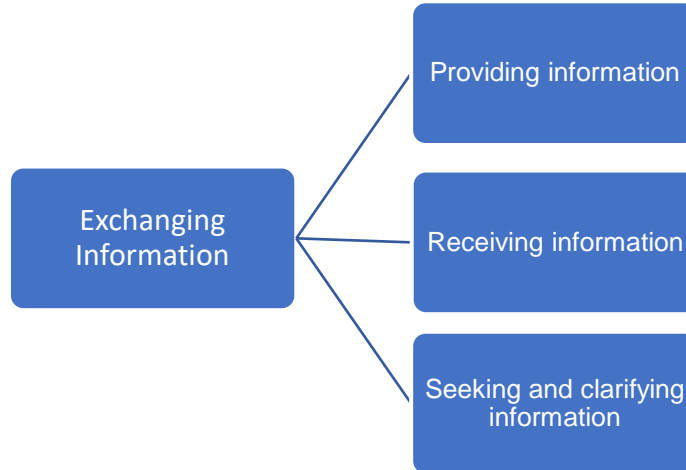 Providing information
Exchanging
Information
Receiving information
Seeking and clarifying
information